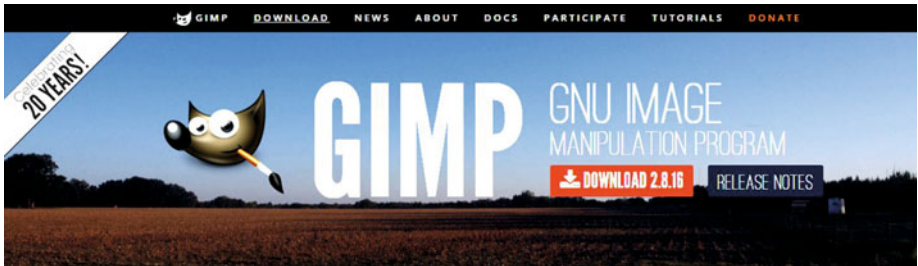 GIMP DOWNLOAD NEWS ABOUT DOCS PARTICIPATE TUTORIALS DONATE
Celebrating
20 YEARS!
GIMP
GNU IMAGE
MANIPULATION PROGRAM
DOWNLOAD 2.8.16 RELEASE NOTES